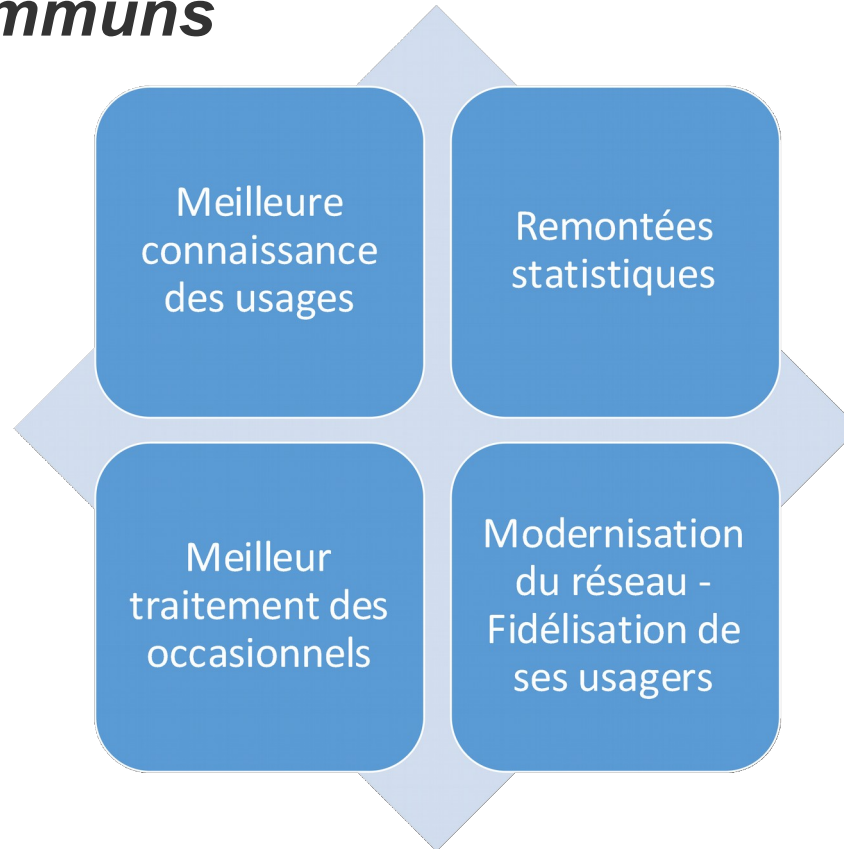 mmuns
Meilleure
connaissance
des usages
Remontées
statistiques
Meilleur
traitement des
occasionnels
Modernisation
du réseau -
Fidélisation de
ses usagers